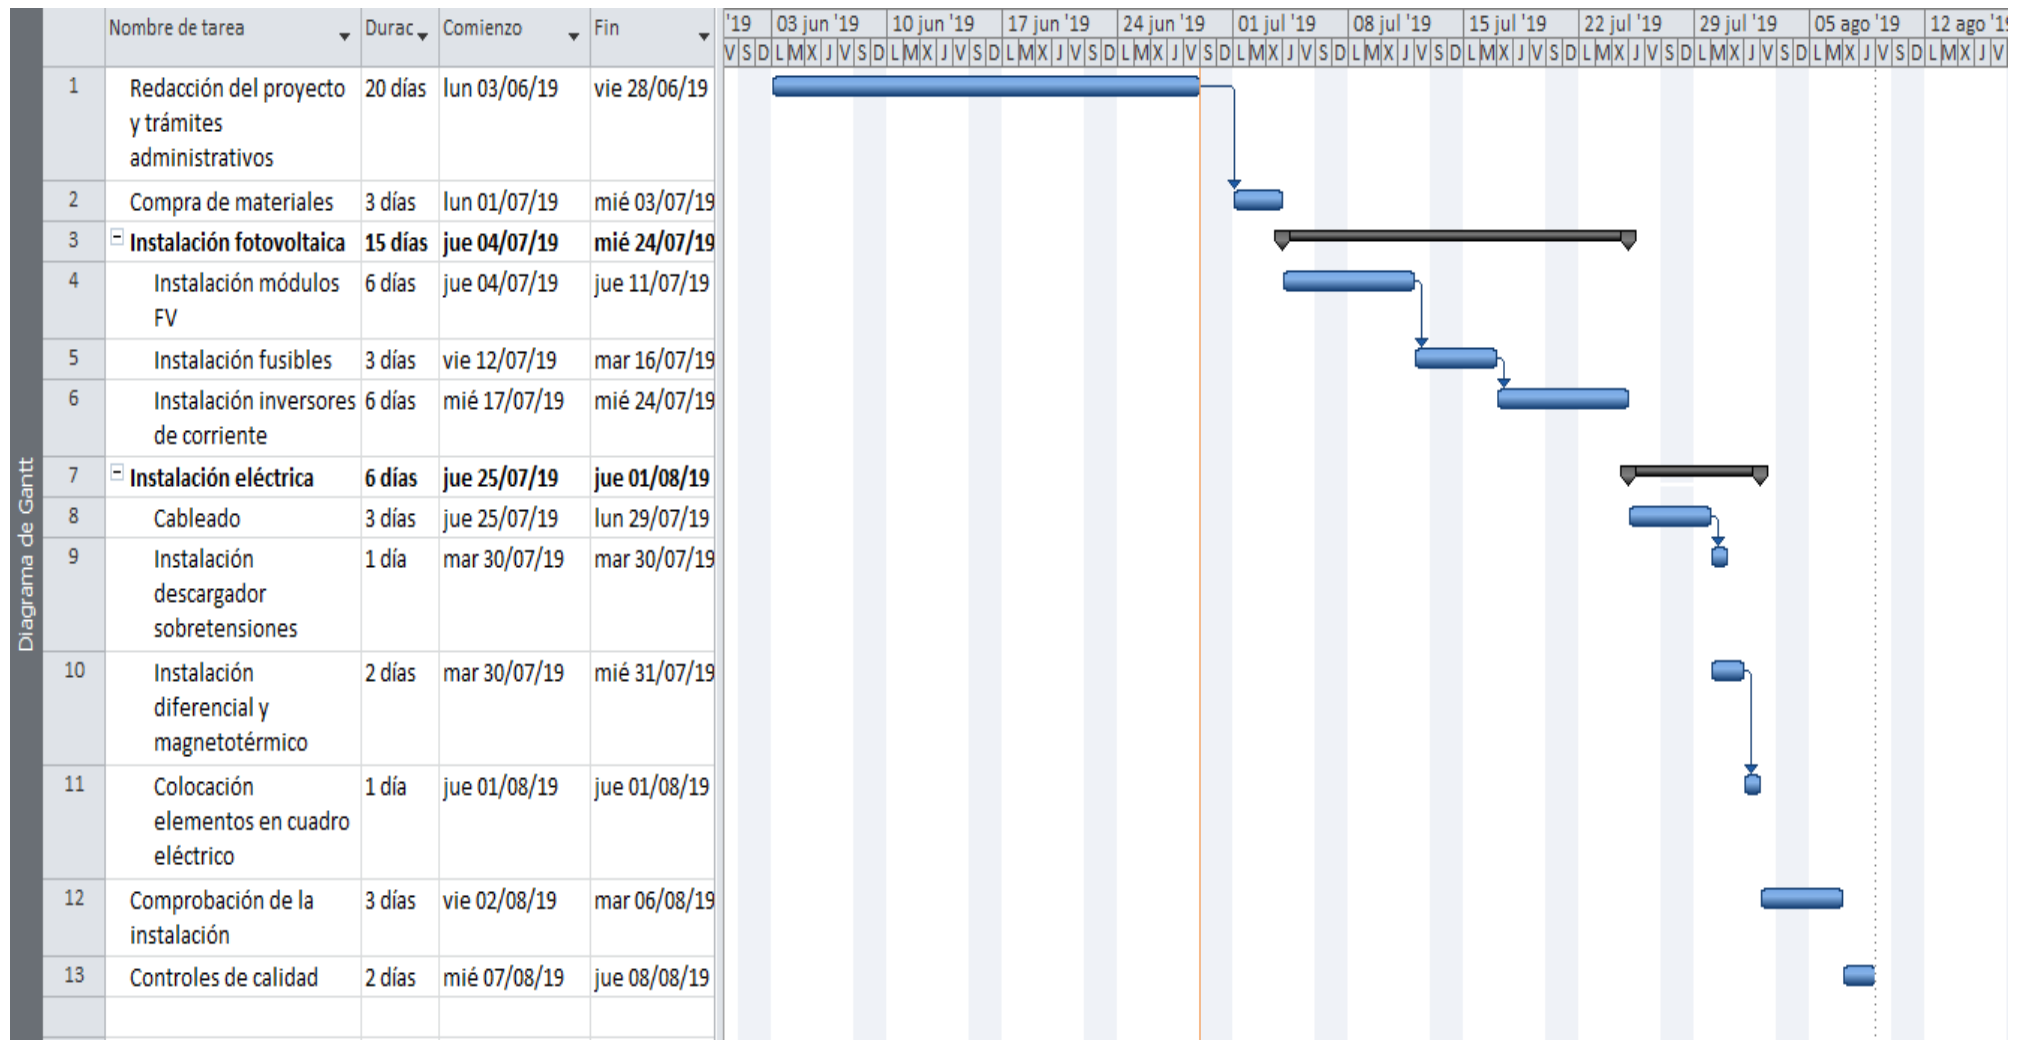 Nombre de tarea Durac Comienzo Fin '19 03 jun '19 10 jun '19 17 jun '19 24 jun '19 01 jul '19 08 jul '19 15 jul '19 22 jul '19 29 jul '19 05 ago '19 12 ago '19
V S D L M X J V S D L M X J V S D L M X J V S D L M X J V S D L M X J V S D L M X J V S D L M X J V S D L M X J V S D L M X J V S D L M X J V S D L M X J V
1 Redacción del proyecto 20 días lun 03/06/19 vie 28/06/19
y trámites
administrativos
2 Compra de materiales 3 días lun 01/07/19 mié 03/07/19
3 Instalación fotovoltaica 15 días jue 04/07/19 mié 24/07/19
4 Instalación módulos 6 días jue 04/07/19 jue 11/07/19
FV
5 Instalación fusibles 3 días vie 12/07/19 mar 16/07/19
6 Instalación inversores 6 días mié 17/07/19 mié 24/07/19
de corriente
7 Instalación eléctrica 6 días jue 25/07/19 jue 01/08/19
8 Cableado 3 días jue 25/07/19 lun 29/07/19
9 Instalación 1 día mar 30/07/19 mar 30/07/19
descargador
sobretensiones
10 Instalación 2 días mar 30/07/19 mié 31/07/19
diferencial y
magnetotérmico
11 Colocación 1 día jue 01/08/19 jue 01/08/19
elementos en cuadro
eléctrico
12 Comprobación de la 3 días vie 02/08/19 mar 06/08/19
instalación
13 Controles de calidad 2 días mié 07/08/19 jue 08/08/19
Diagrama de Gantt